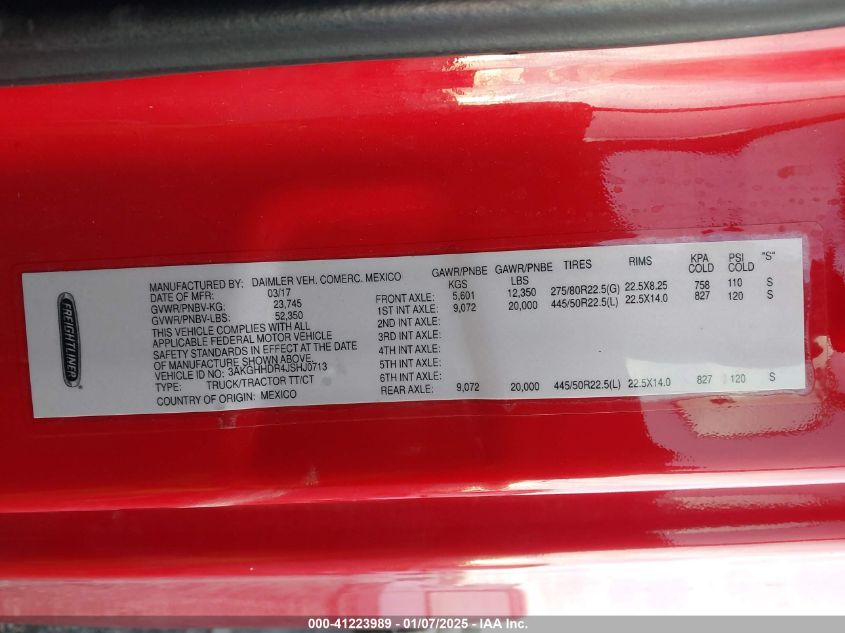 FREIGHTLINER
MANUFACTURED BY: DAIMLER VEH. COMERC. MEXICO
DATE OF MFR: 03/17
GVWR/PNBV-KG: 23,745
GVWR/PNBV-LBS: 52,350
THIS VEHICLE COMPLIES WITH ALL
APPLICABLE FEDERAL MOTOR VEHICLE
SAFETY STANDARDS IN EFFECT AT THE DATE
OF MANUFACTURE SHOWN ABOVE.
VEHICLE ID NO: 3AKGHHDR4JSHJ0713
TYPE: TRUCK/TRACTOR TT/CT
COUNTRY OF ORIGIN: MEXICO
GAWR/PNBE KGS GAWR/PNBE LBS TIRES RIMS KPA COLD PSI COLD "S"
FRONT AXLE: 5,601 12,350 275/80R22.5(G) 22.5X8.25 758 110 S
1ST INT AXLE: 9,072 20,000 445/50R22.5(L) 22.5X14.0 827 120 S
2ND INT AXLE:
3RD INT AXLE:
4TH INT AXLE:
5TH INT AXLE:
6TH INT AXLE:
REAR AXLE: 9,072 20,000 445/50R22.5(L) 22.5X14.0 827 120 S
000-41223989 - 01/07/2025 - IAA Inc.